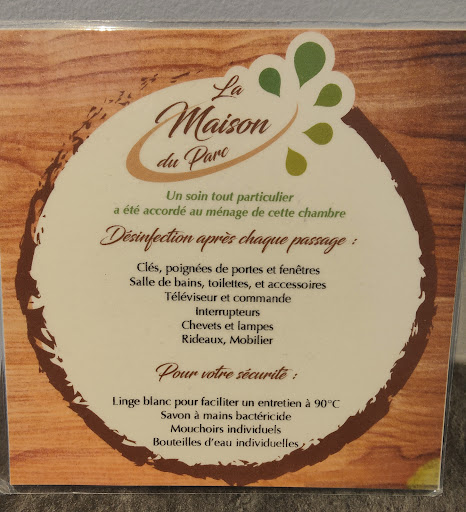 La
Maison
du Parc
Un soin tout particulier
a été accordé au ménage de cette chambre
Désinfection après chaque passage :
Clés, poignées de portes et fenêtres
Salle de bains, toilettes, et accessoires
Téléviseur et commande
Interrupteurs
Chevets et lampes
Rideaux, Mobilier
Pour votre sécurité :
Linge blanc pour faciliter un entretien à 90°C
Savon à mains bactéricide
Mouchoirs individuels
Bouteilles d'eau individuelles